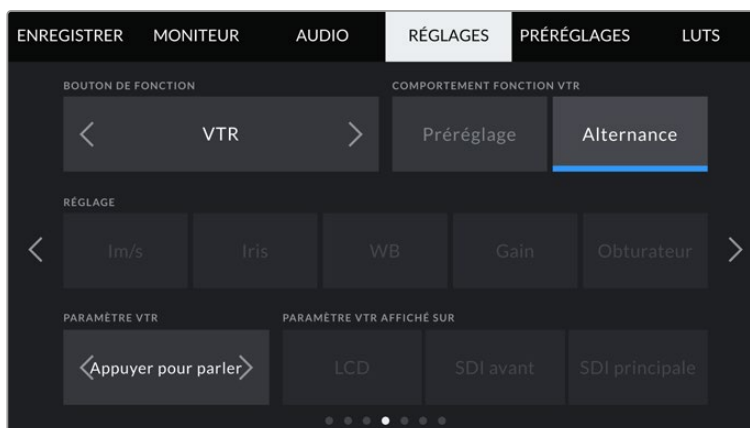 ENREGISTRER MONITEUR AUDIO RÉGLAGES PRÉRÉGLAGES LUTS
BOUTON DE FONCTION COMPORTEMENT FONCTION VTR
VTR Préréglage Alternance
RÉGLAGE
Im/s Iris WB Gain Obturateur
PARAMÈTRE VTR PARAMÈTRE VTR AFFICHÉ SUR
Appuyer pour parler LCD SDI avant SDI principale